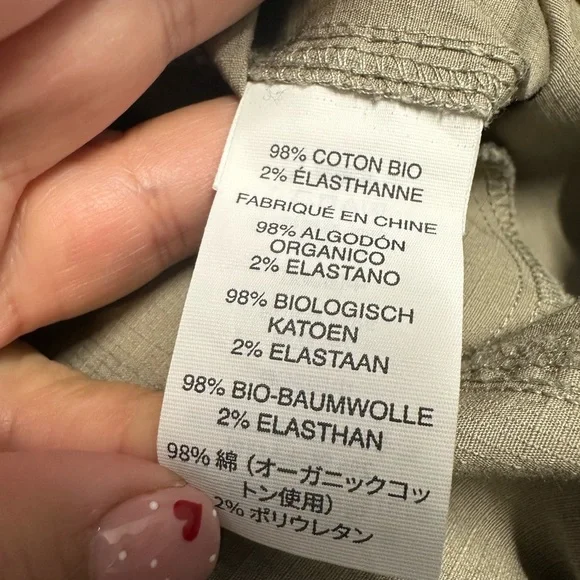 98% COTON BIO
2% ÉLASTHANNE
FABRIQUÉ EN CHINE
98% ALGODÓN
ORGANICO
2% ELASTANO
98% BIOLOGISCH
KATOEN
2% ELASTAAN
98% BIO-BAUMWOLLE
2% ELASTHAN
98% 綿 (オーガニックコッ
トン使用)
2% ポリウレタン